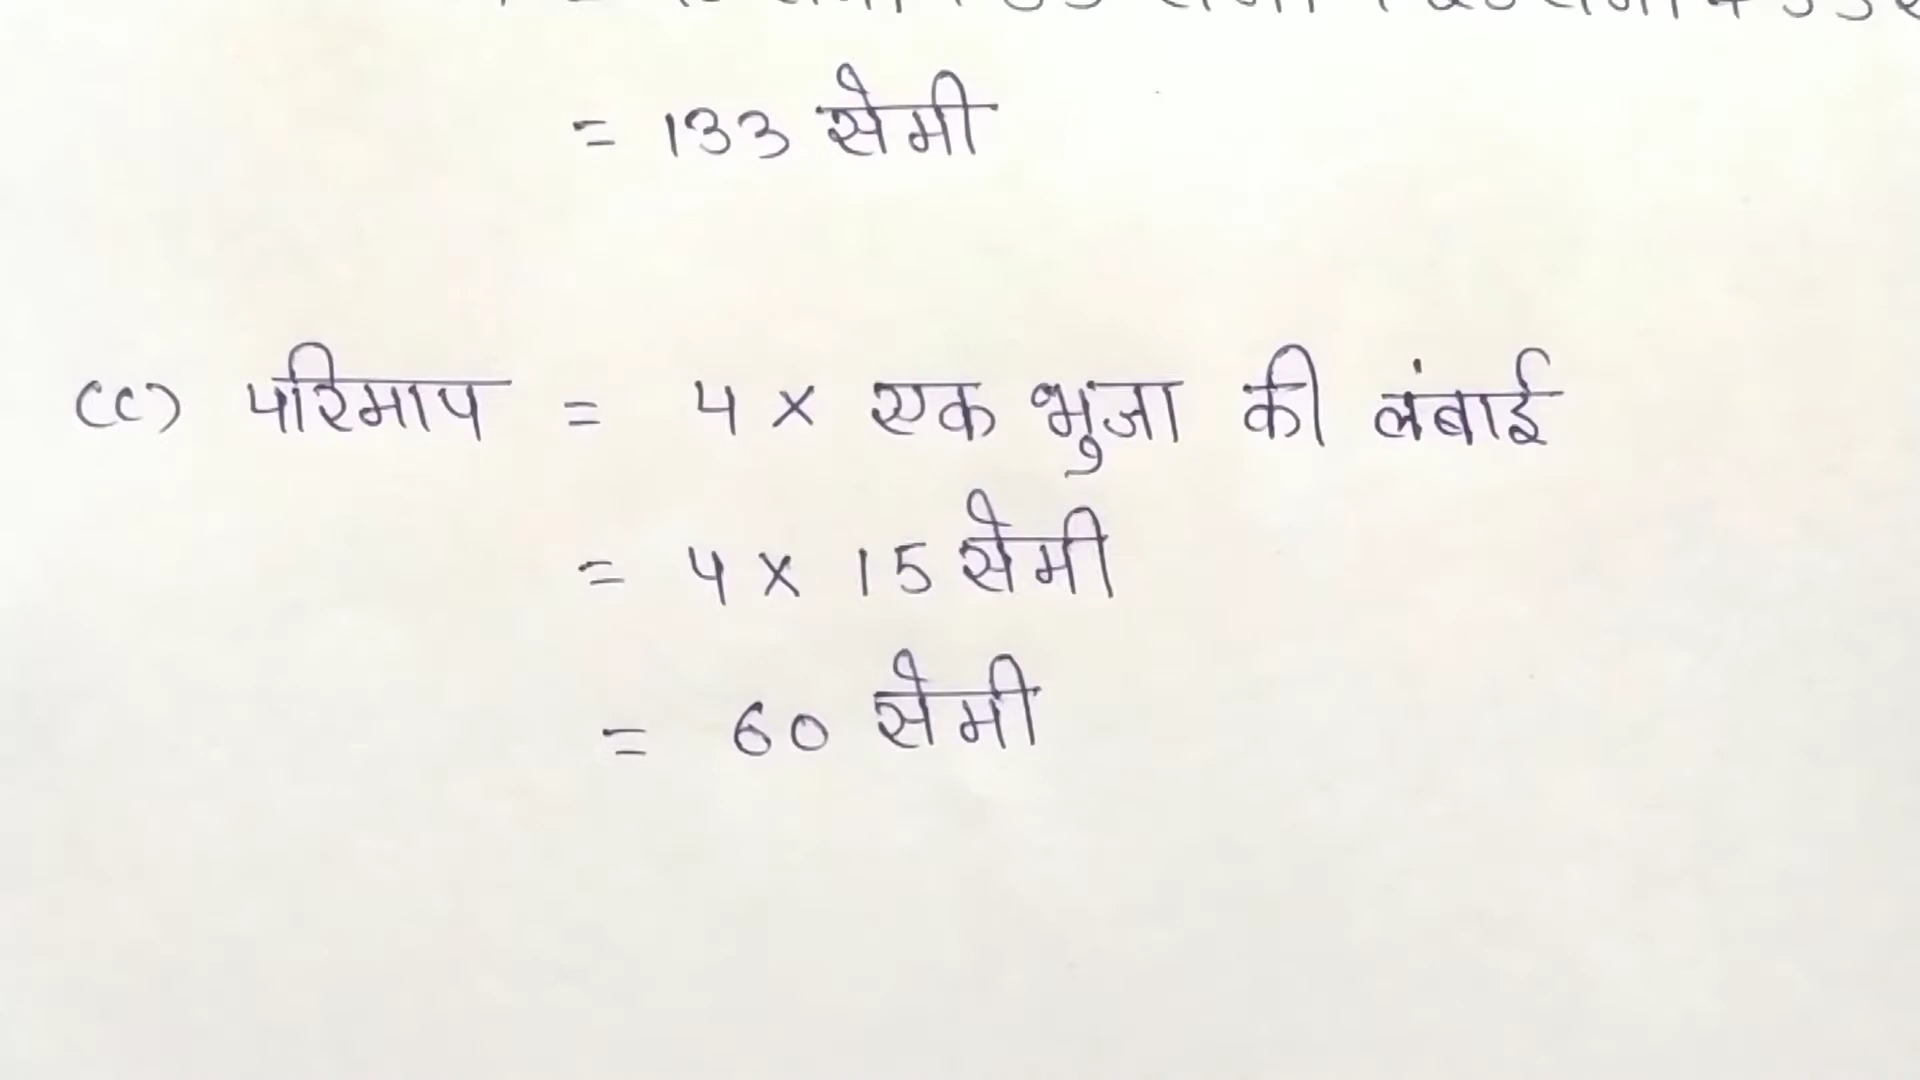 = 133 सेमी
(c) परिमाप = 4 × एक भुजा की लंबाई
= 4 × 15 सेमी
= 60 सेमी